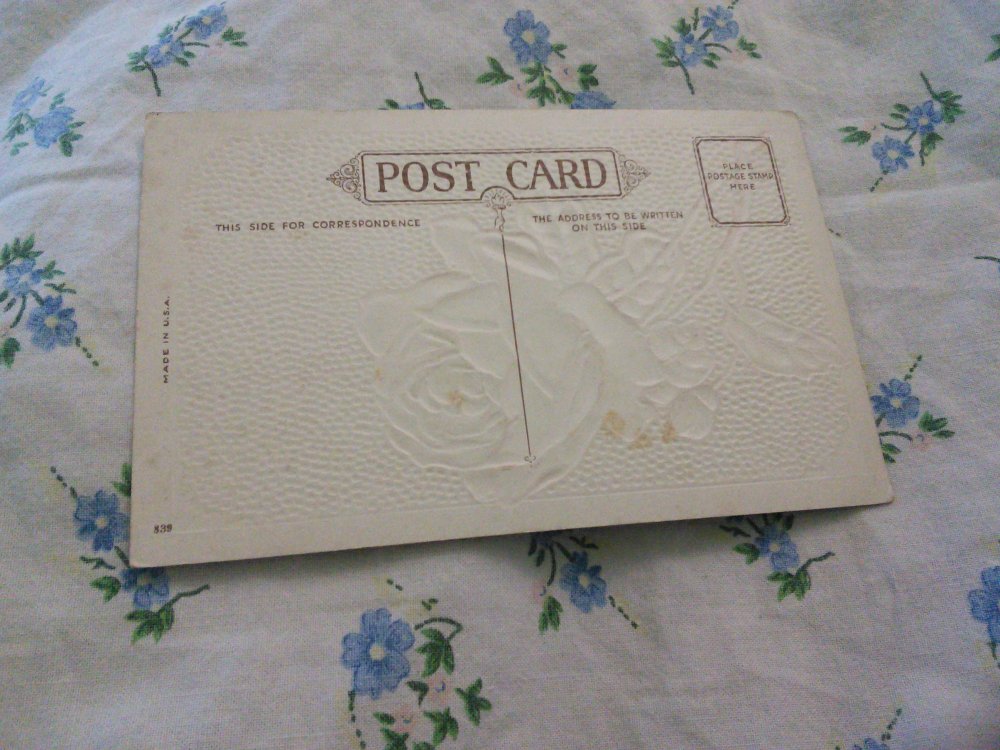 POST CARD
PLACE
POSTAGE STAMP
HERE
THIS SIDE FOR CORRESPONDENCE
THE ADDRESS TO BE WRITTEN
ON THIS SIDE
MADE IN U.S.A.
839